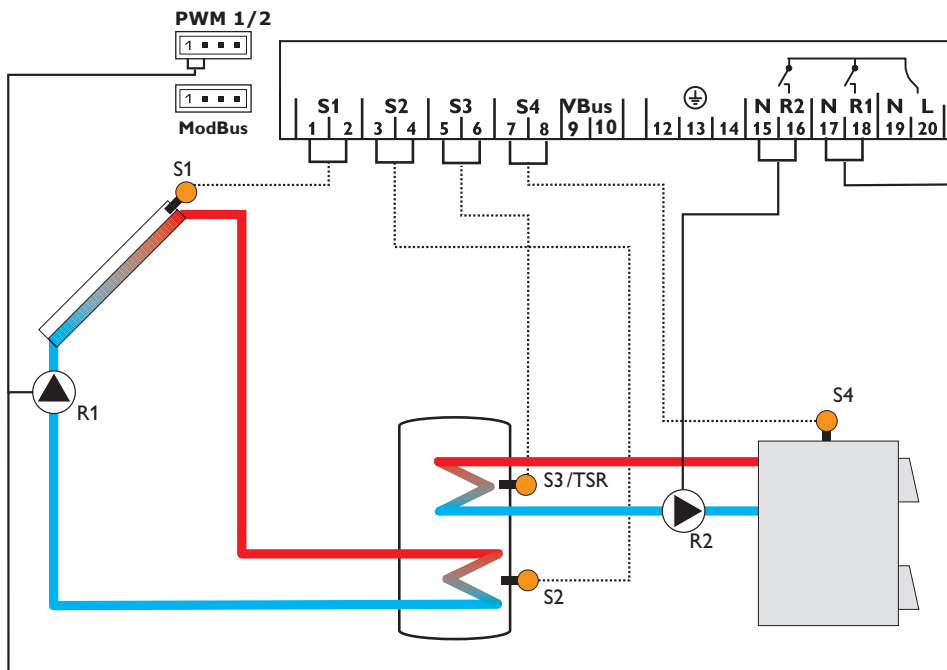 PWM 1/2
1
1
ModBus
S1 S2 S3 S4 VBus N R2 N R1 N L
1 2 3 4 5 6 7 8 9 10 12 13 14 15 16 17 18 19 20
S1
R1
S4
S3/TSR
R2
S2